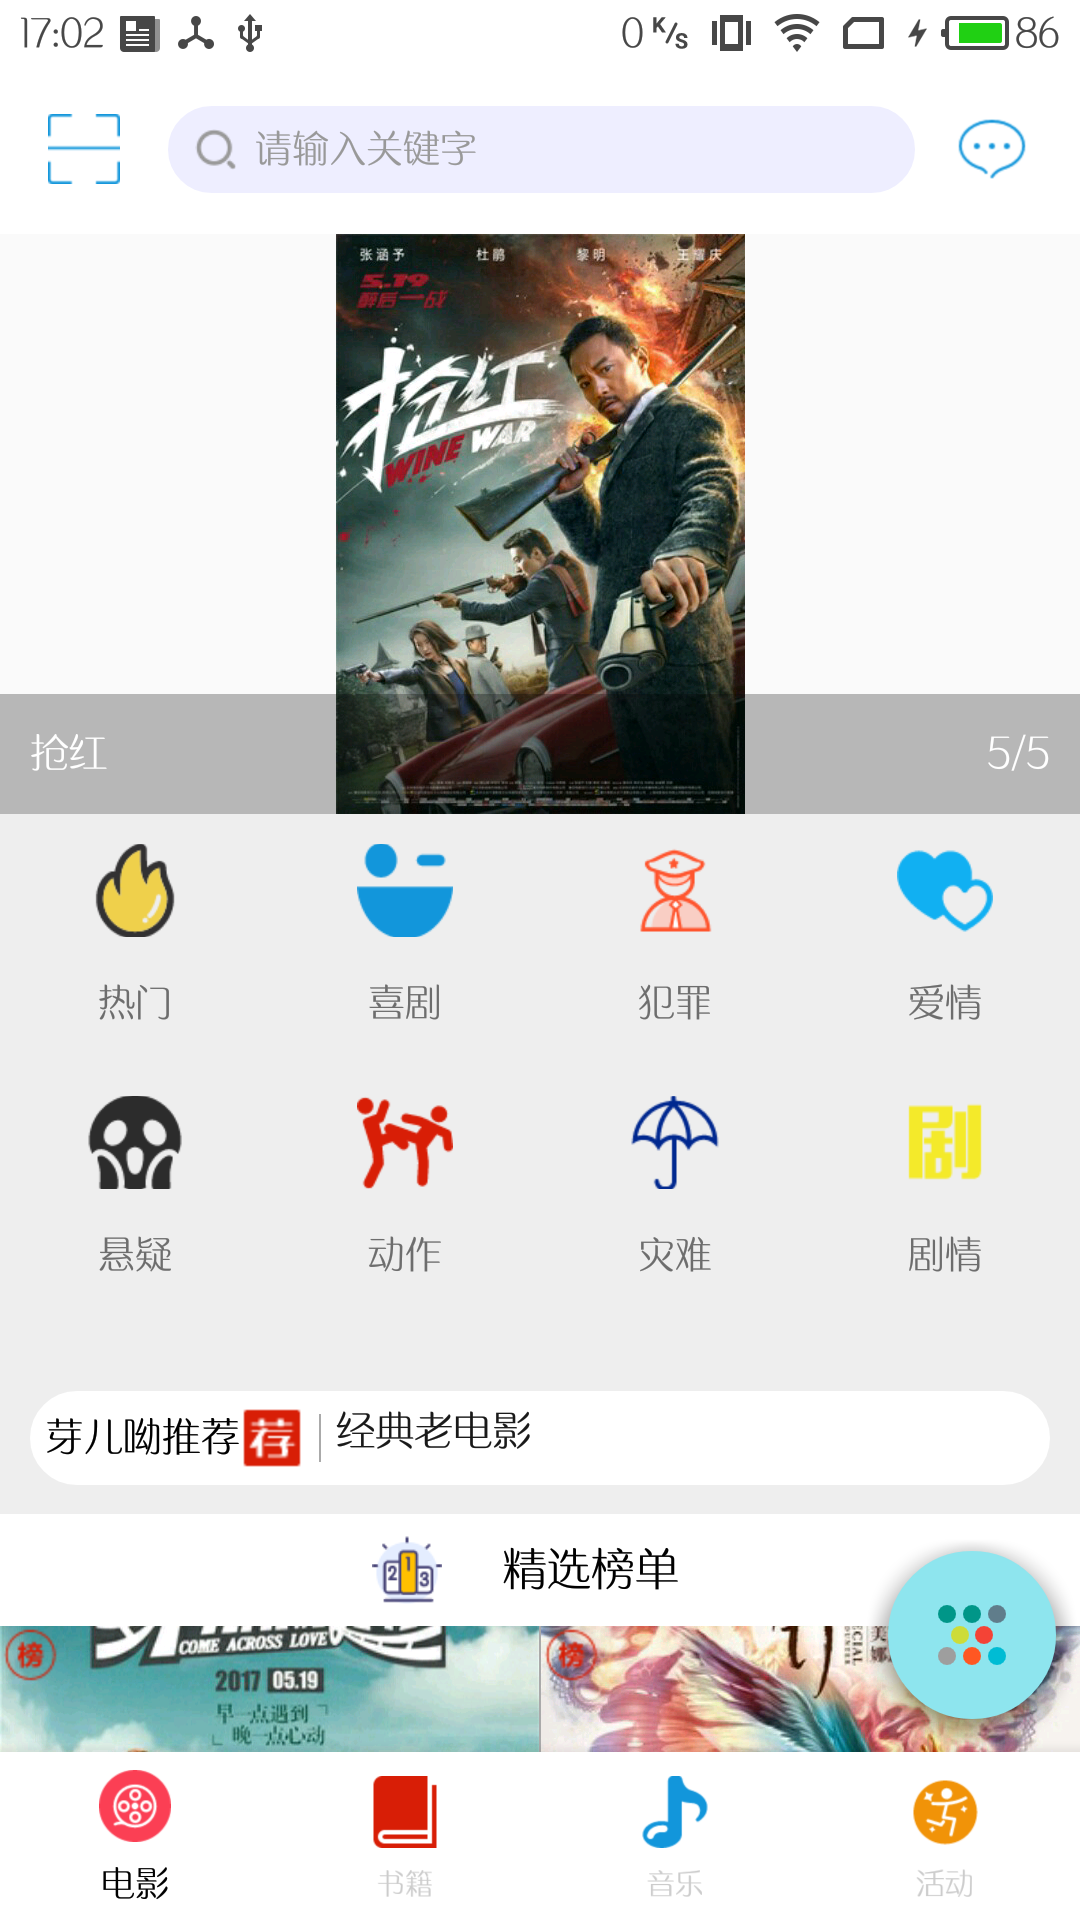 17:02
0 K/s
86
请输入关键字
张涵予 杜鹃 黎明 王耀庆
5.19
醉后一战
抢红
WINE WAR
抢红
5/5
热门
喜剧
犯罪
爱情
悬疑
动作
灾难
剧
剧情
芽儿呦推荐 荐
经典老电影
123
精选榜单
榜
COME ACROSS LOVE
2017 05.19
早一点遇到
晚一点心动
榜
电影
书籍
音乐
活动